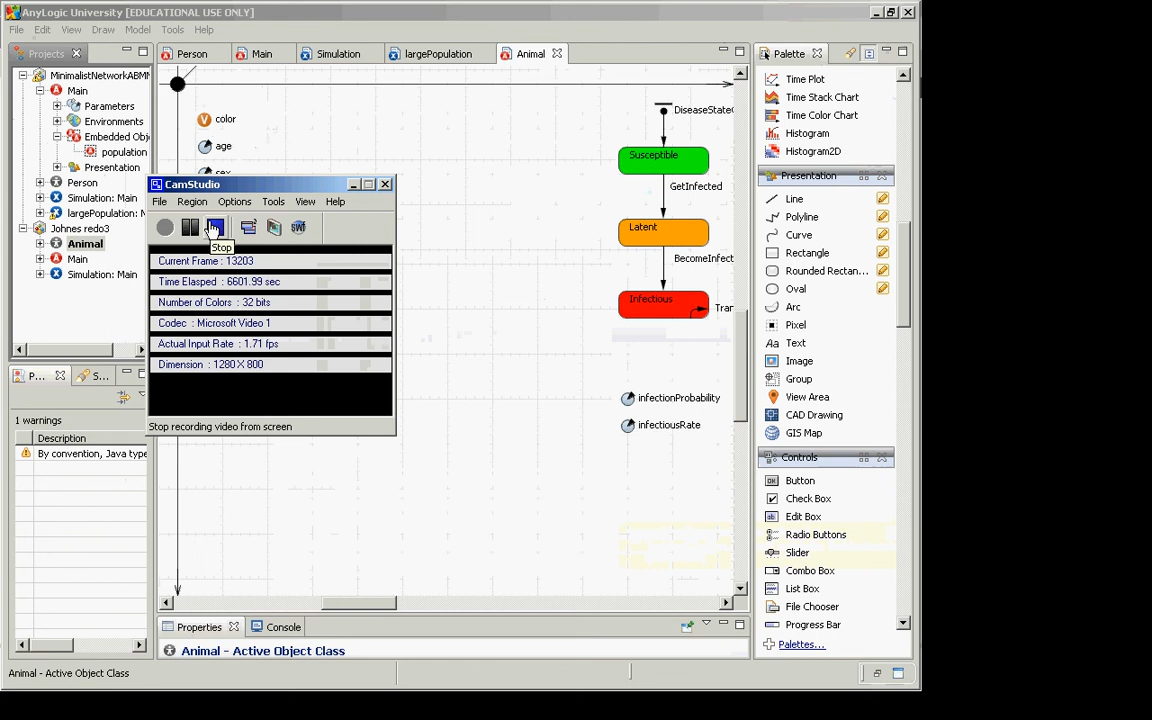 AnyLogic University [EDUCATIONAL USE ONLY]
File Edit View Draw Model Tools Help
Projects
MinimalistNetworkABMM
Main
Parameters
Environments
Embedded Obj
population
Presentation
Person
Simulation: Main
largePopulation: M
Johnes redo3
Animal
Main
Simulation: Main
P...
S...
1 warnings
Description
By convention, Java type
Person
Main
Simulation
largePopulation
Animal
color
age
sex
DiseaseState
Susceptible
GetInfected
Latent
BecomeInfect
Infectious
Tran
infectionProbability
infectiousRate
CamStudio
File Region Options Tools View Help
Stop
Current Frame : 13203
Time Elasped : 6601.99 sec
Number of Colors : 32 bits
Codec : Microsoft Video 1
Actual Input Rate : 1.71 fps
Dimension : 1280 X 800
Stop recording video from screen
Properties
Console
Animal - Active Object Class
Palette
Time Plot
Time Stack Chart
Time Color Chart
Histogram
Histogram2D
Presentation
Line
Polyline
Curve
Rectangle
Rounded Rectan...
Oval
Arc
Pixel
Text
Image
Group
View Area
CAD Drawing
GIS Map
Controls
Button
Check Box
Edit Box
Radio Buttons
Slider
Combo Box
List Box
File Chooser
Progress Bar
Palettes...
Animal - Active Object Class